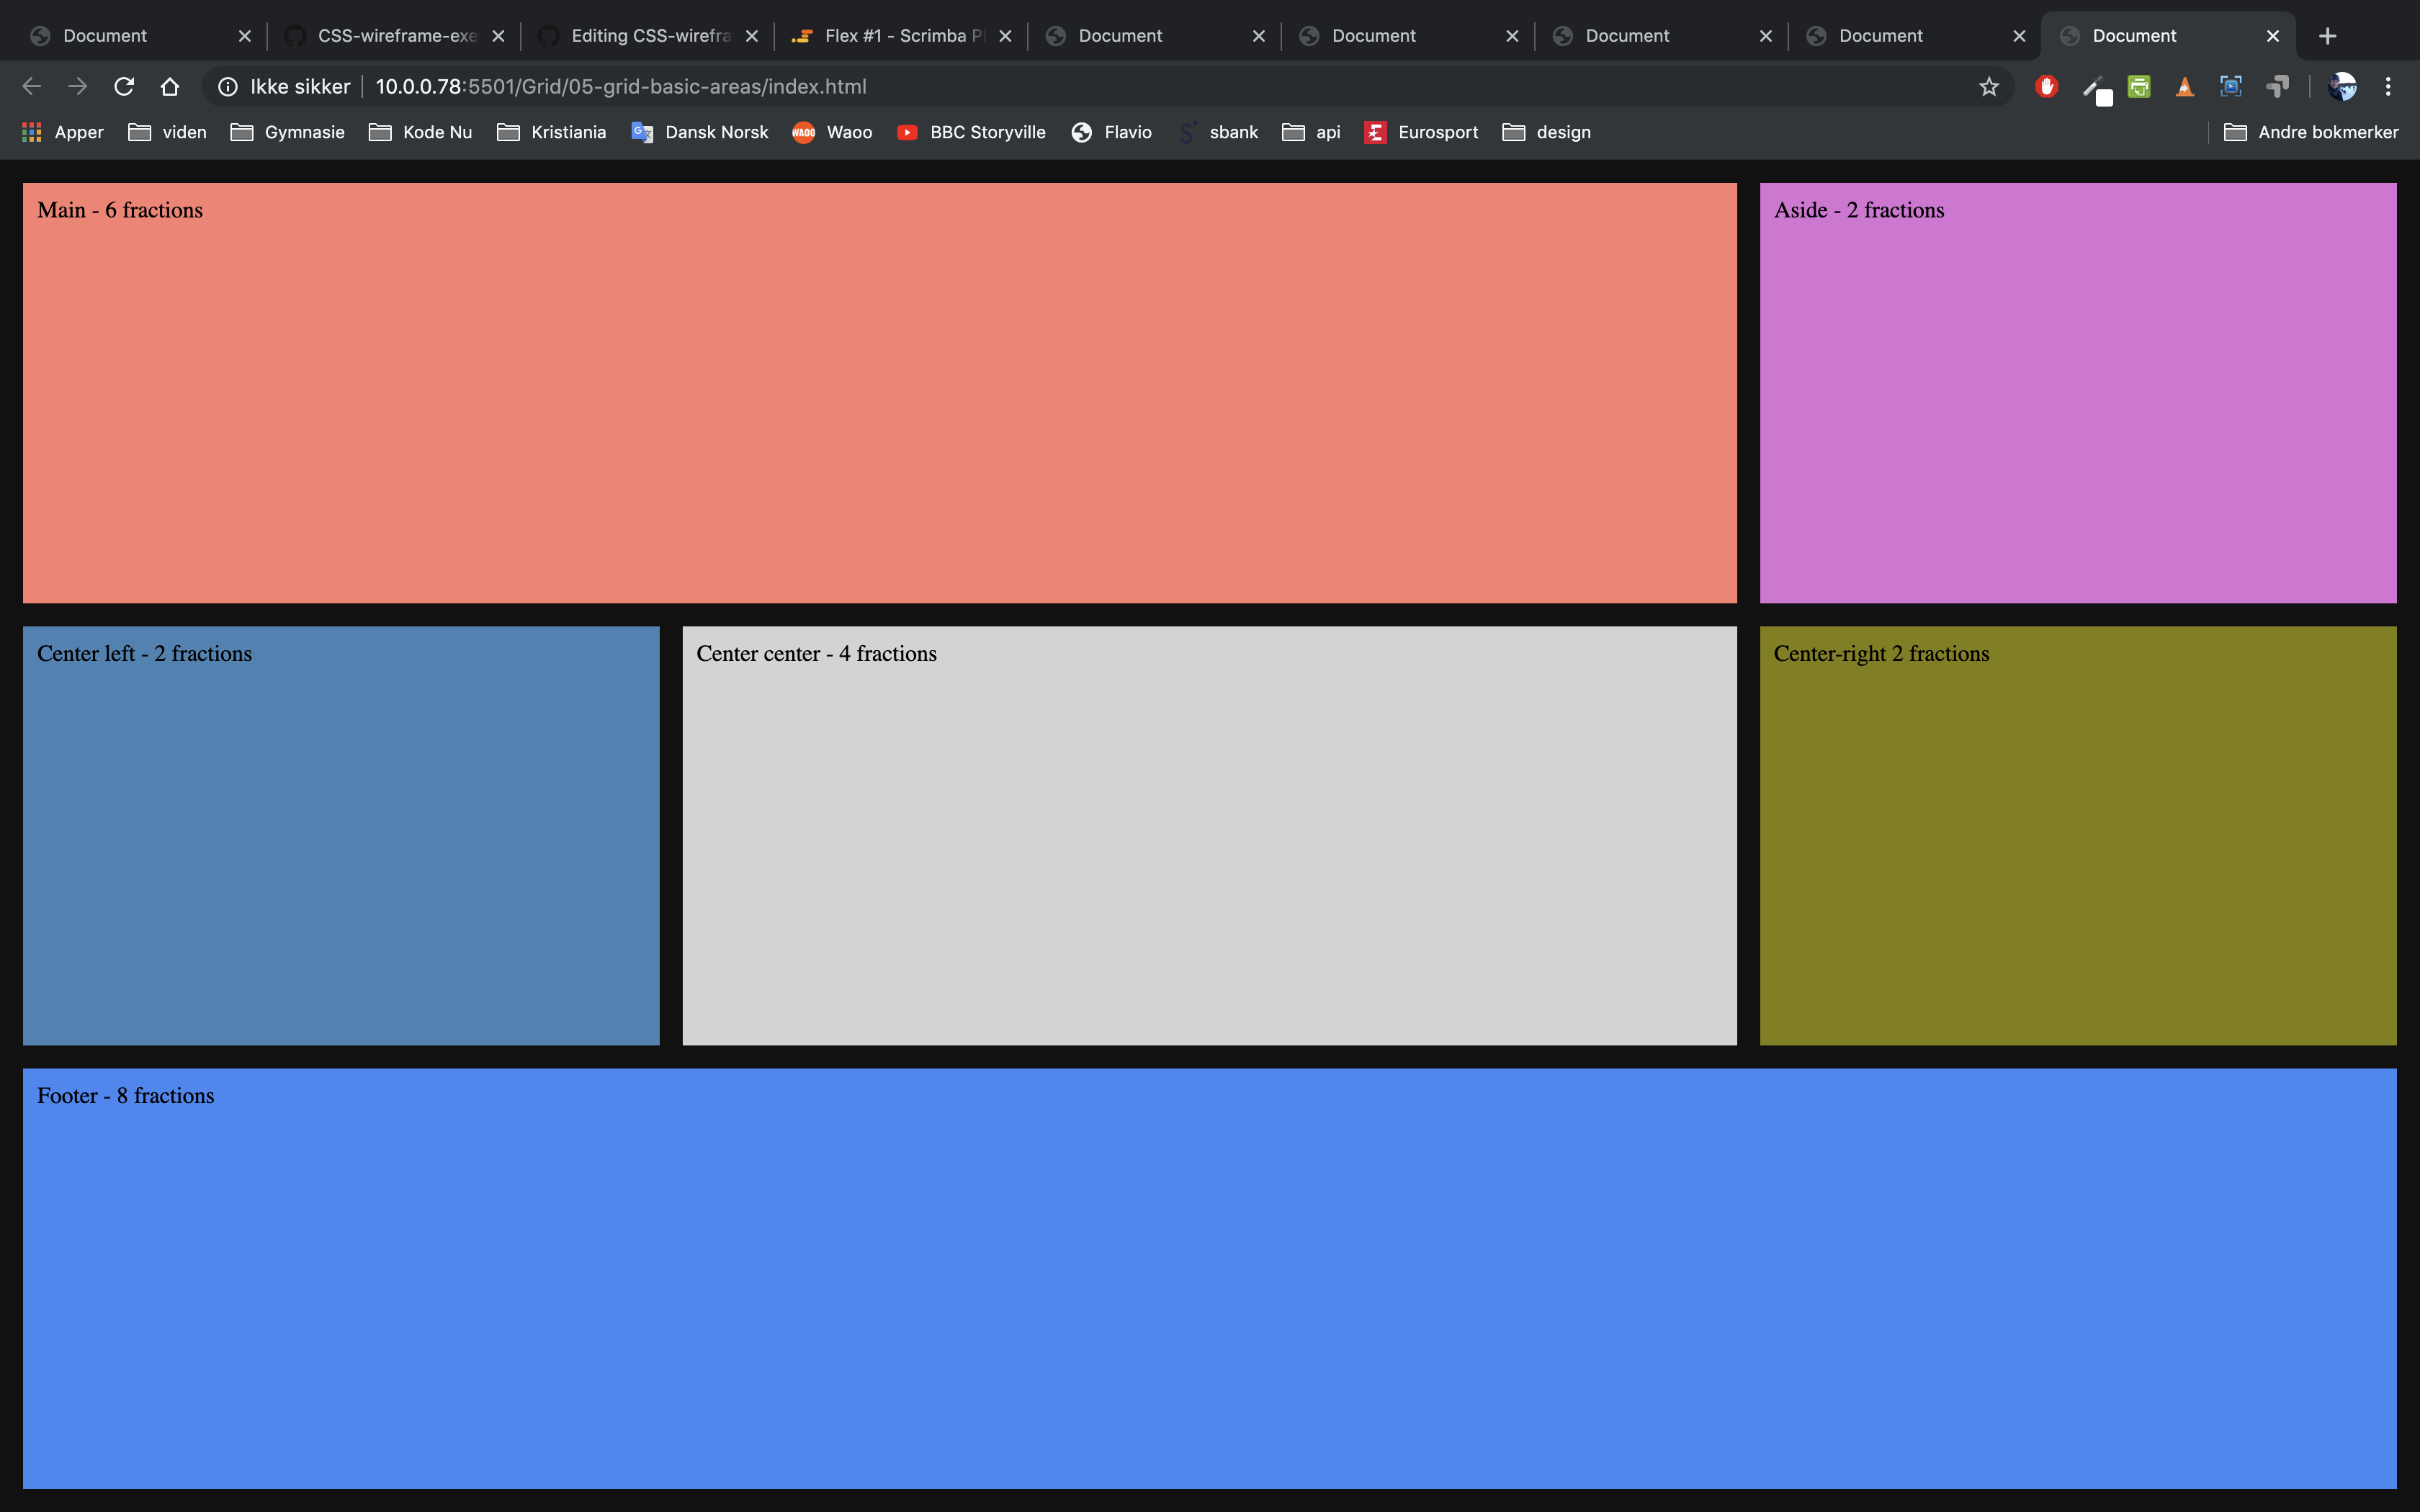 Document
CSS-wireframe-exe
Editing CSS-wirefra
Flex #1 - Scrimba P
Document
Document
Document
Document
Document
Ikke sikker
10.0.0.78:5501/Grid/05-grid-basic-areas/index.html
Apper
viden
Gymnasie
Kode Nu
Kristiania
Dansk Norsk
WAOO
Waoo
BBC Storyville
Flavio
sbank
api
Eurosport
design
Andre bokmerker
Main - 6 fractions
Aside - 2 fractions
Center left - 2 fractions
Center center - 4 fractions
Center-right 2 fractions
Footer - 8 fractions